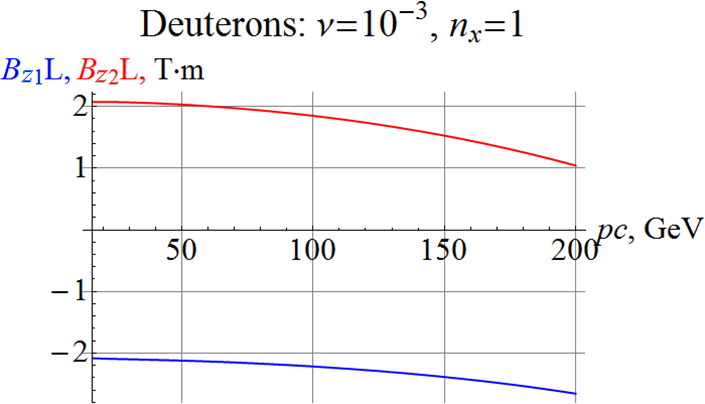 Deuterons: ν=10⁻³, nₓ=1
B_z1L, B_z2L, T·m
2
1
pc, GeV
50 100 150 200
−1
−2